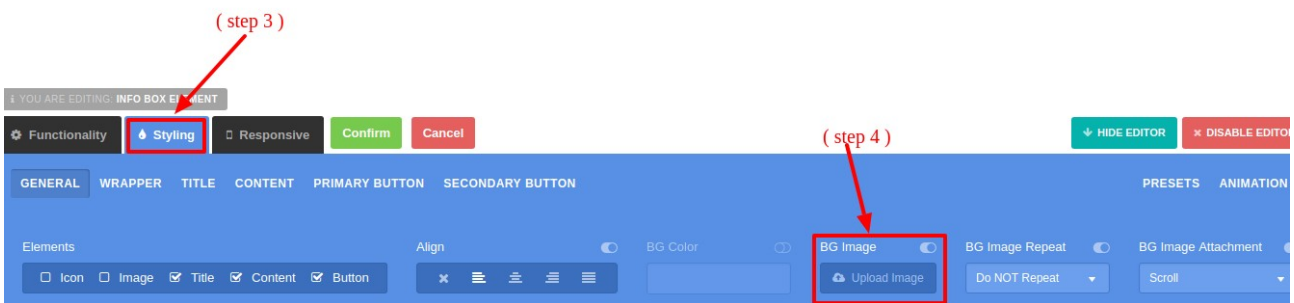 ( step 3 )
i YOU ARE EDITING: INFO BOX ELEMENT
Functionality Styling Responsive Confirm Cancel
( step 4 )
HIDE EDITOR × DISABLE EDITOR
GENERAL WRAPPER TITLE CONTENT PRIMARY BUTTON SECONDARY BUTTON PRESETS ANIMATION
Elements Align BG Color BG Image BG Image Repeat BG Image Attachment
Icon Image Title Content Button Upload Image Do NOT Repeat Scroll